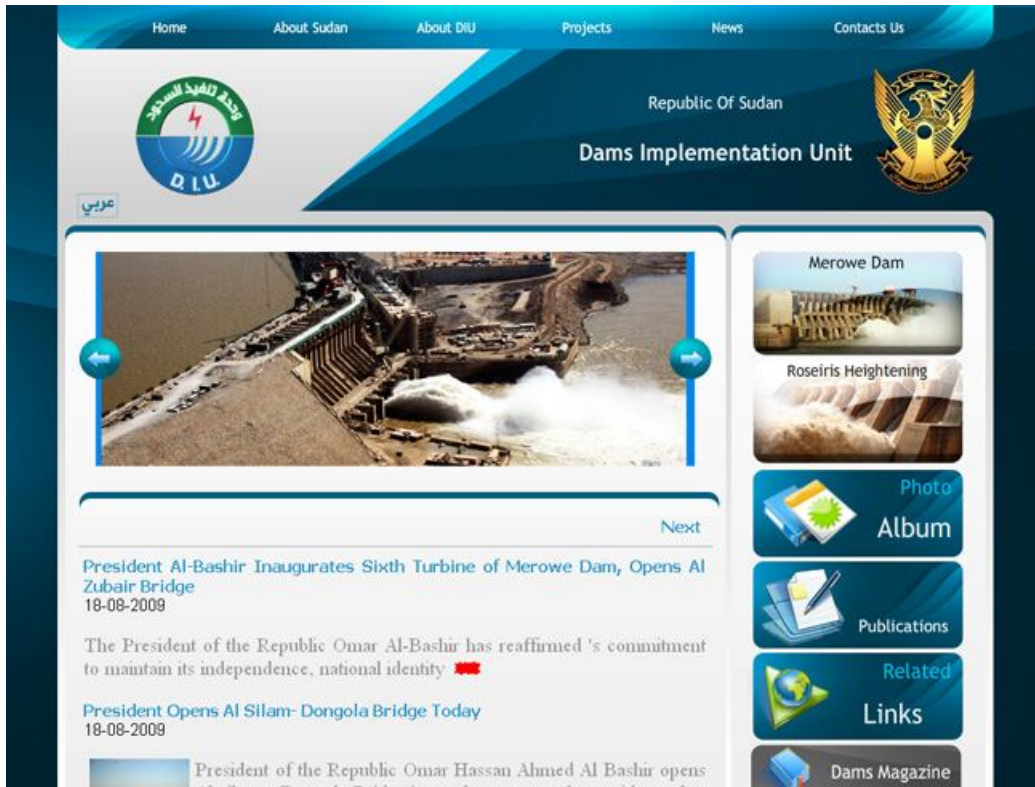 Home About Sudan About DIU Projects News Contacts Us
وحدة تنفيذ السدود
D. I. U.
Republic Of Sudan
Dams Implementation Unit
عربي
Merowe Dam
Roseiris Heightening
Photo
Album
Next
President Al-Bashir Inaugurates Sixth Turbine of Merowe Dam, Opens Al
Zubair Bridge
18-08-2009
The President of the Republic Omar Al-Bashir has reaffirmed 's commitment
to maintain its independence, national identity
Publications
Related
Links
President Opens Al Silam- Dongola Bridge Today
18-08-2009
Dams Magazine
President of the Republic Omar Hassan Ahmed Al Bashir opens